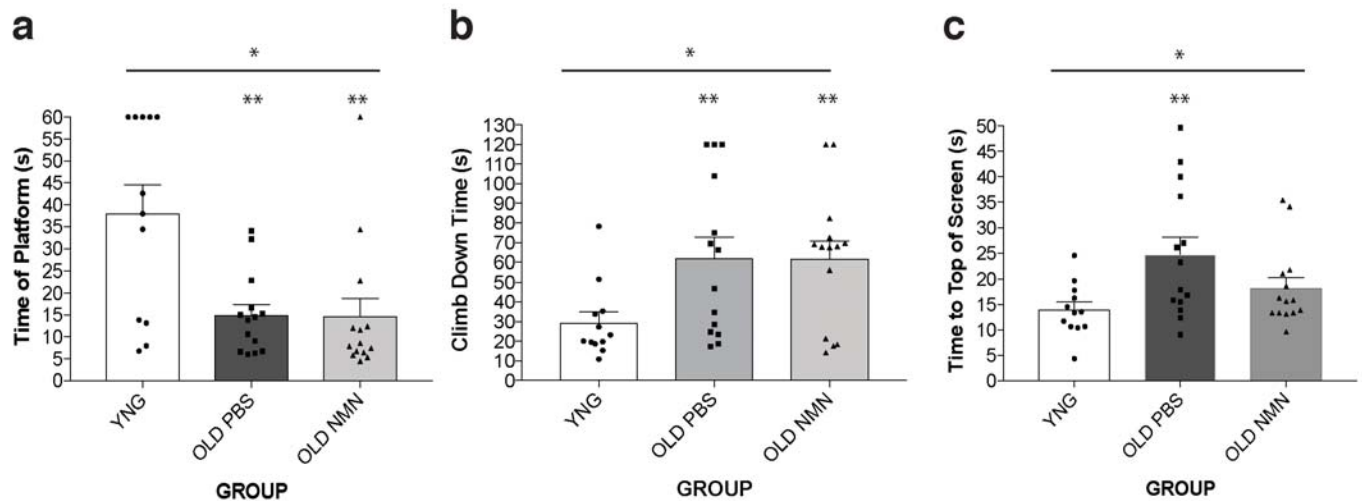 a
*
** **
Time of Platform (s)
60
55
50
45
40
35
30
25
20
15
10
5
0
YNG
OLD PBS
OLD NMN
GROUP
b
*
** **
Climb Down Time (s)
130
120
110
100
90
80
70
60
50
40
30
20
10
0
YNG
OLD PBS
OLD NMN
GROUP
c
*
**
Time to Top of Screen (s)
50
45
40
35
30
25
20
15
10
5
0
YNG
OLD PBS
OLD NMN
GROUP